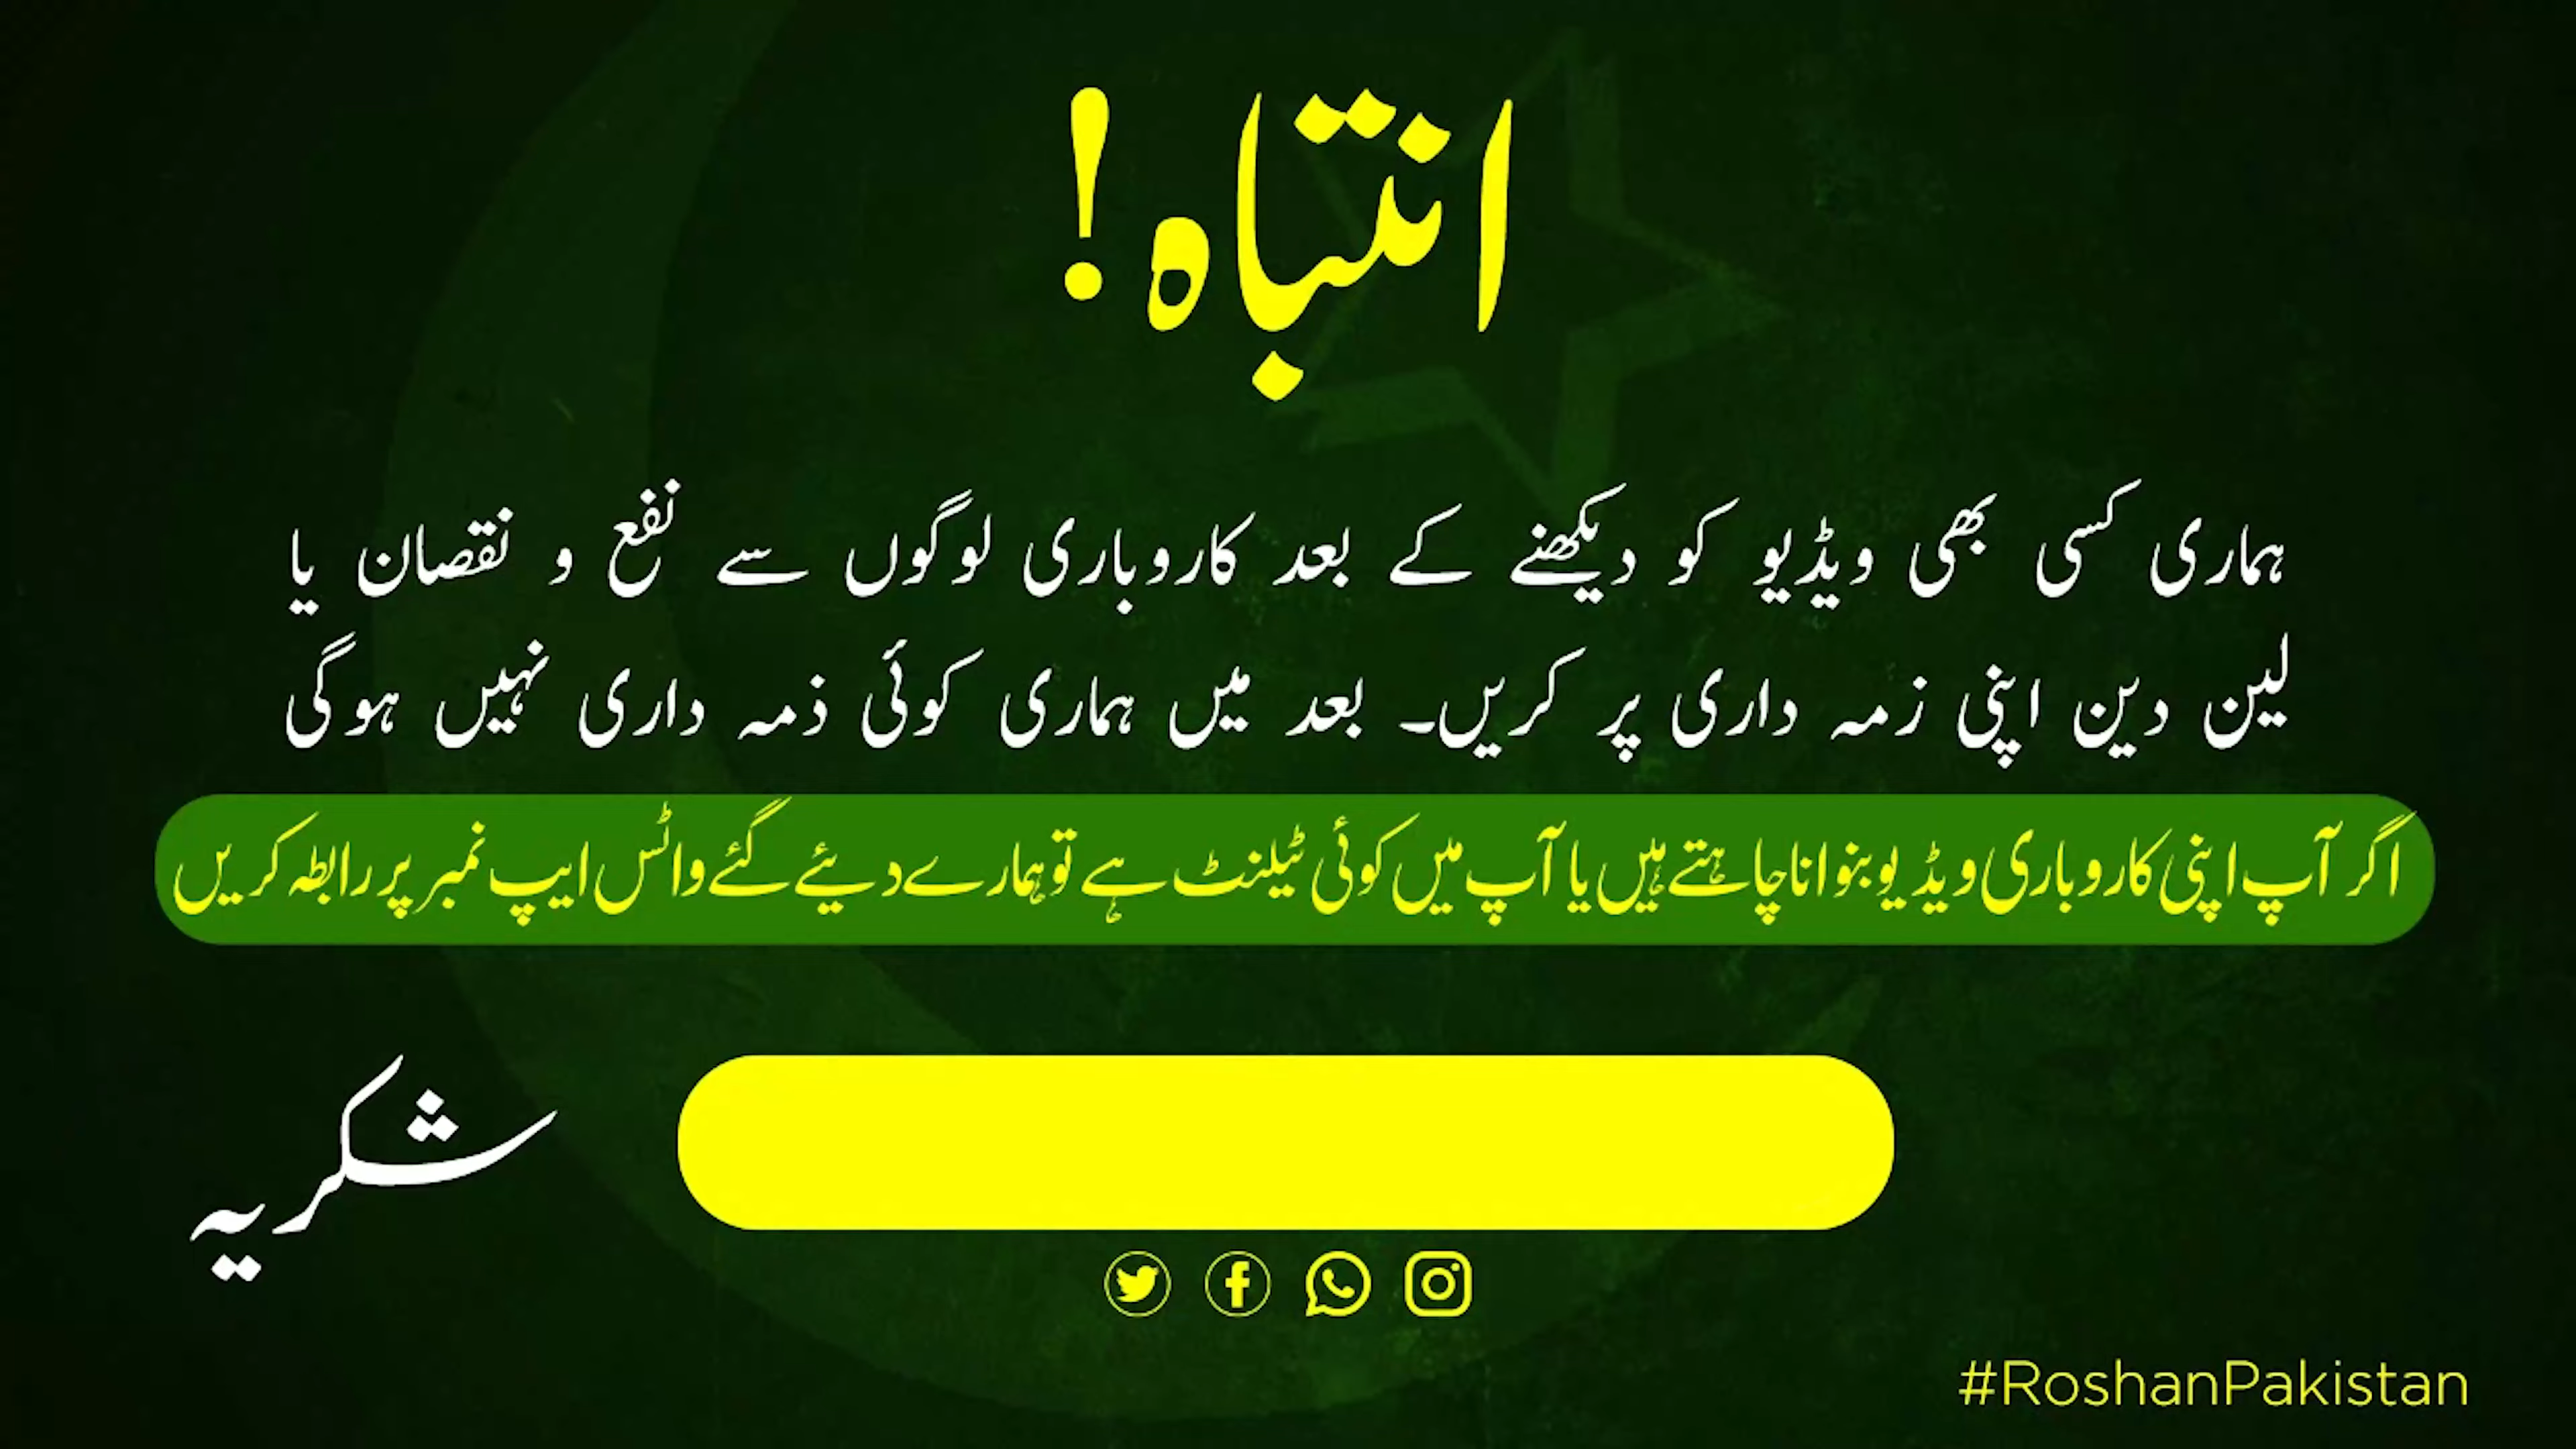 انتباہ!
ہماری کسی بھی ویڈیو کو دیکھنے کے بعد کاروباری لوگوں سے نفع و نقصان یا
لین دین اپنی زمہ داری پر کریں۔ بعد میں ہماری کوئی ذمہ داری نہیں ہوگی
اگر آپ اپنی کاروباری ویڈیو بنوانا چاہتے ہیں یا آپ میں کوئی ٹیلنٹ ہے تو ہمارے دیئے گئے واٹس ایپ نمبر پر رابطہ کریں
شکریہ
#RoshanPakistan